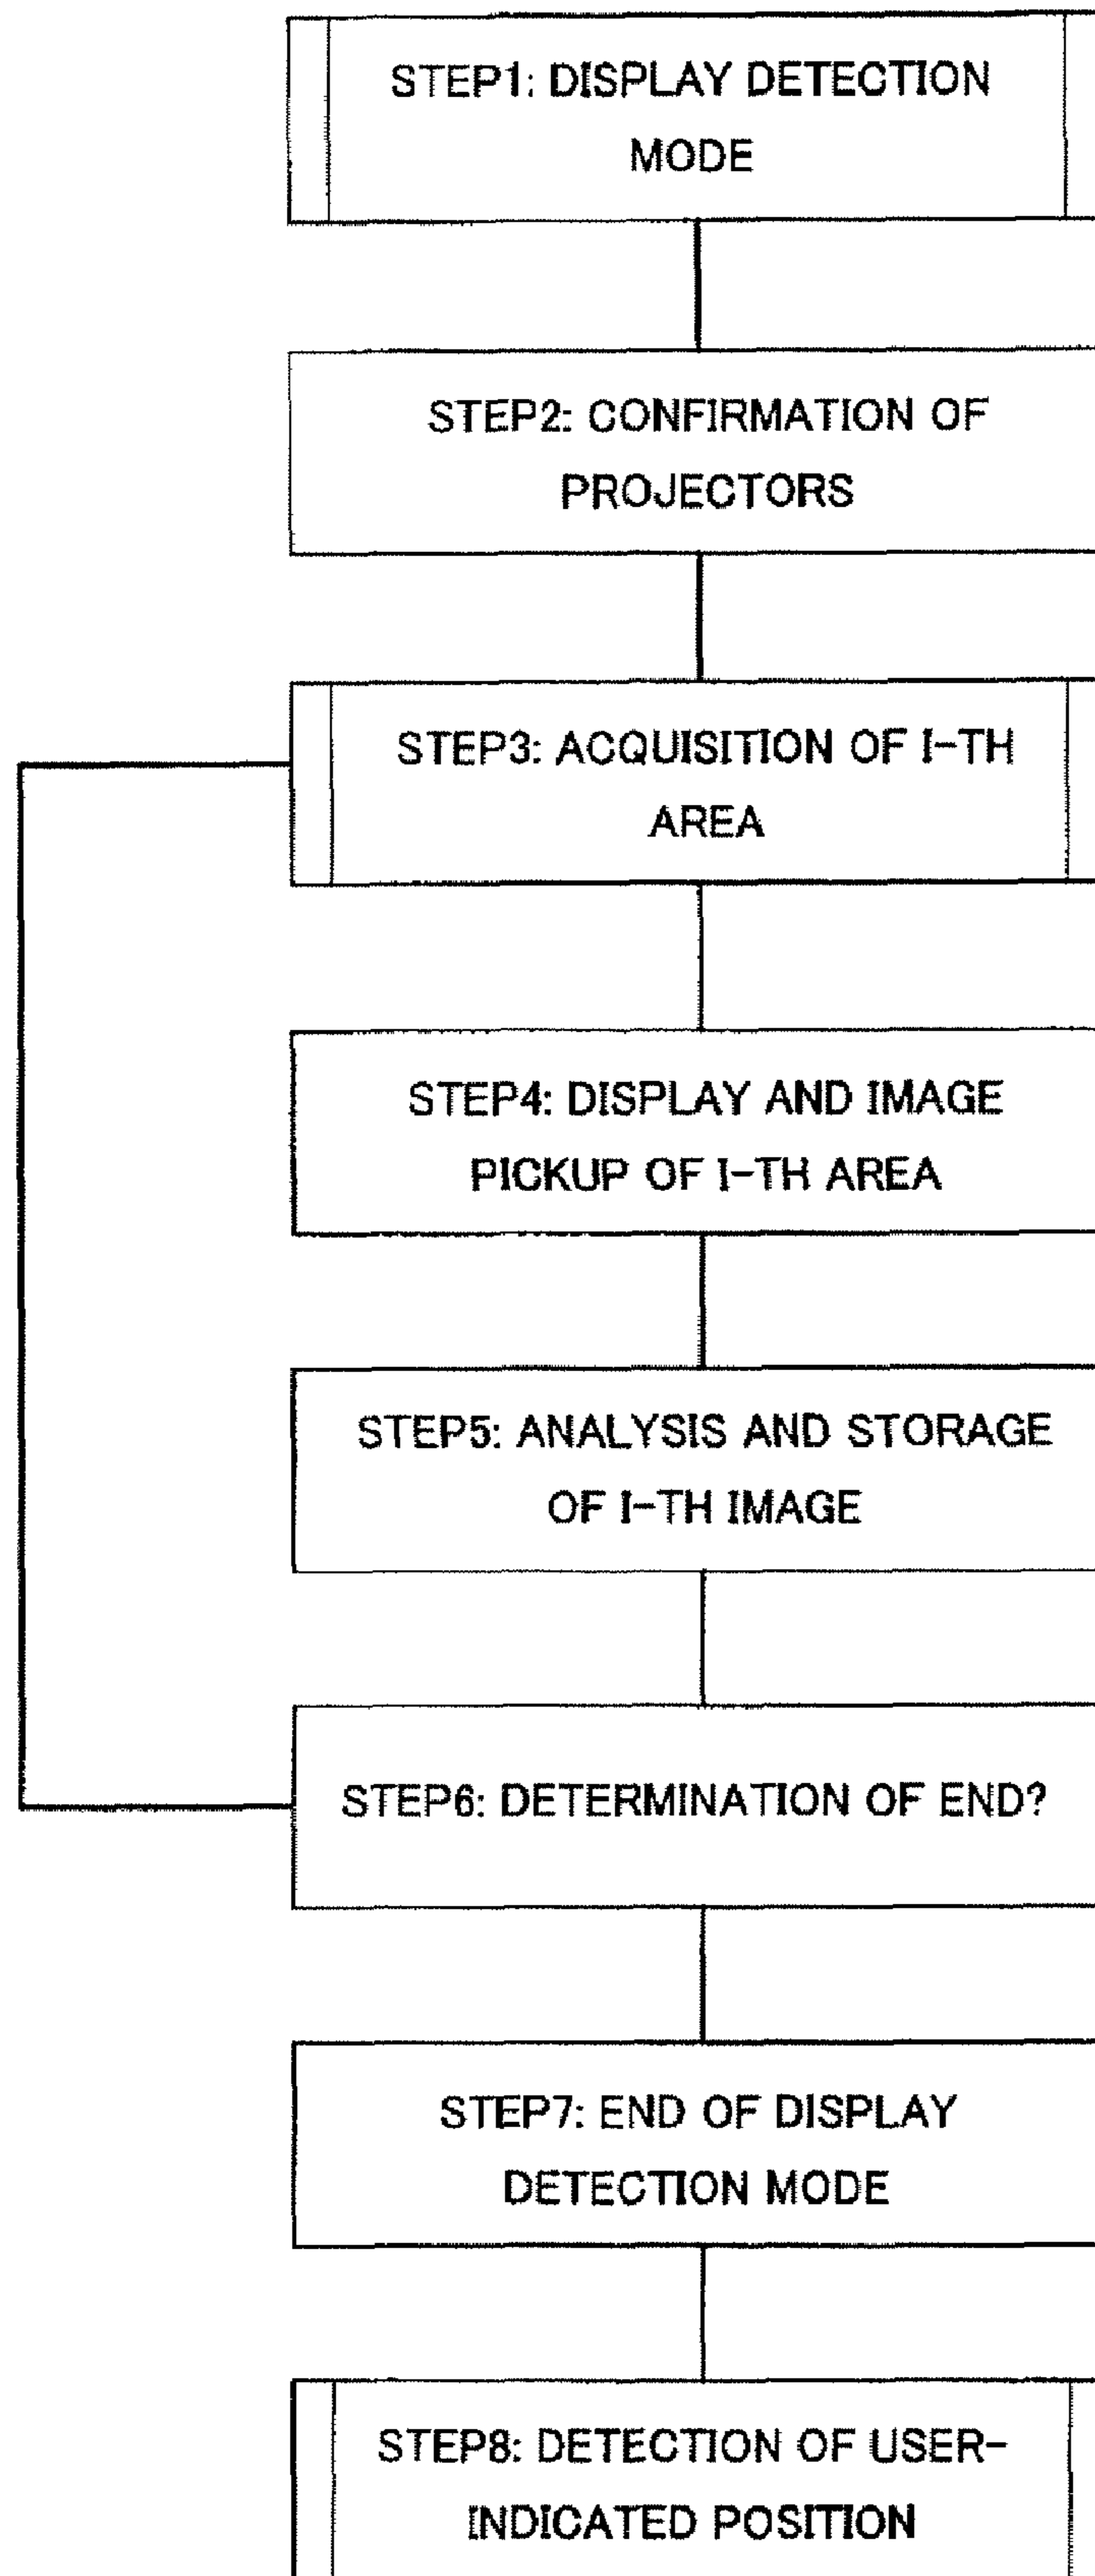 STEP1: DISPLAY DETECTION
MODE
STEP2: CONFIRMATION OF
PROJECTORS
STEP3: ACQUISITION OF I-TH
AREA
STEP4: DISPLAY AND IMAGE
PICKUP OF I-TH AREA
STEP5: ANALYSIS AND STORAGE
OF I-TH IMAGE
STEP6: DETERMINATION OF END?
STEP7: END OF DISPLAY
DETECTION MODE
STEP8: DETECTION OF USER-
INDICATED POSITION